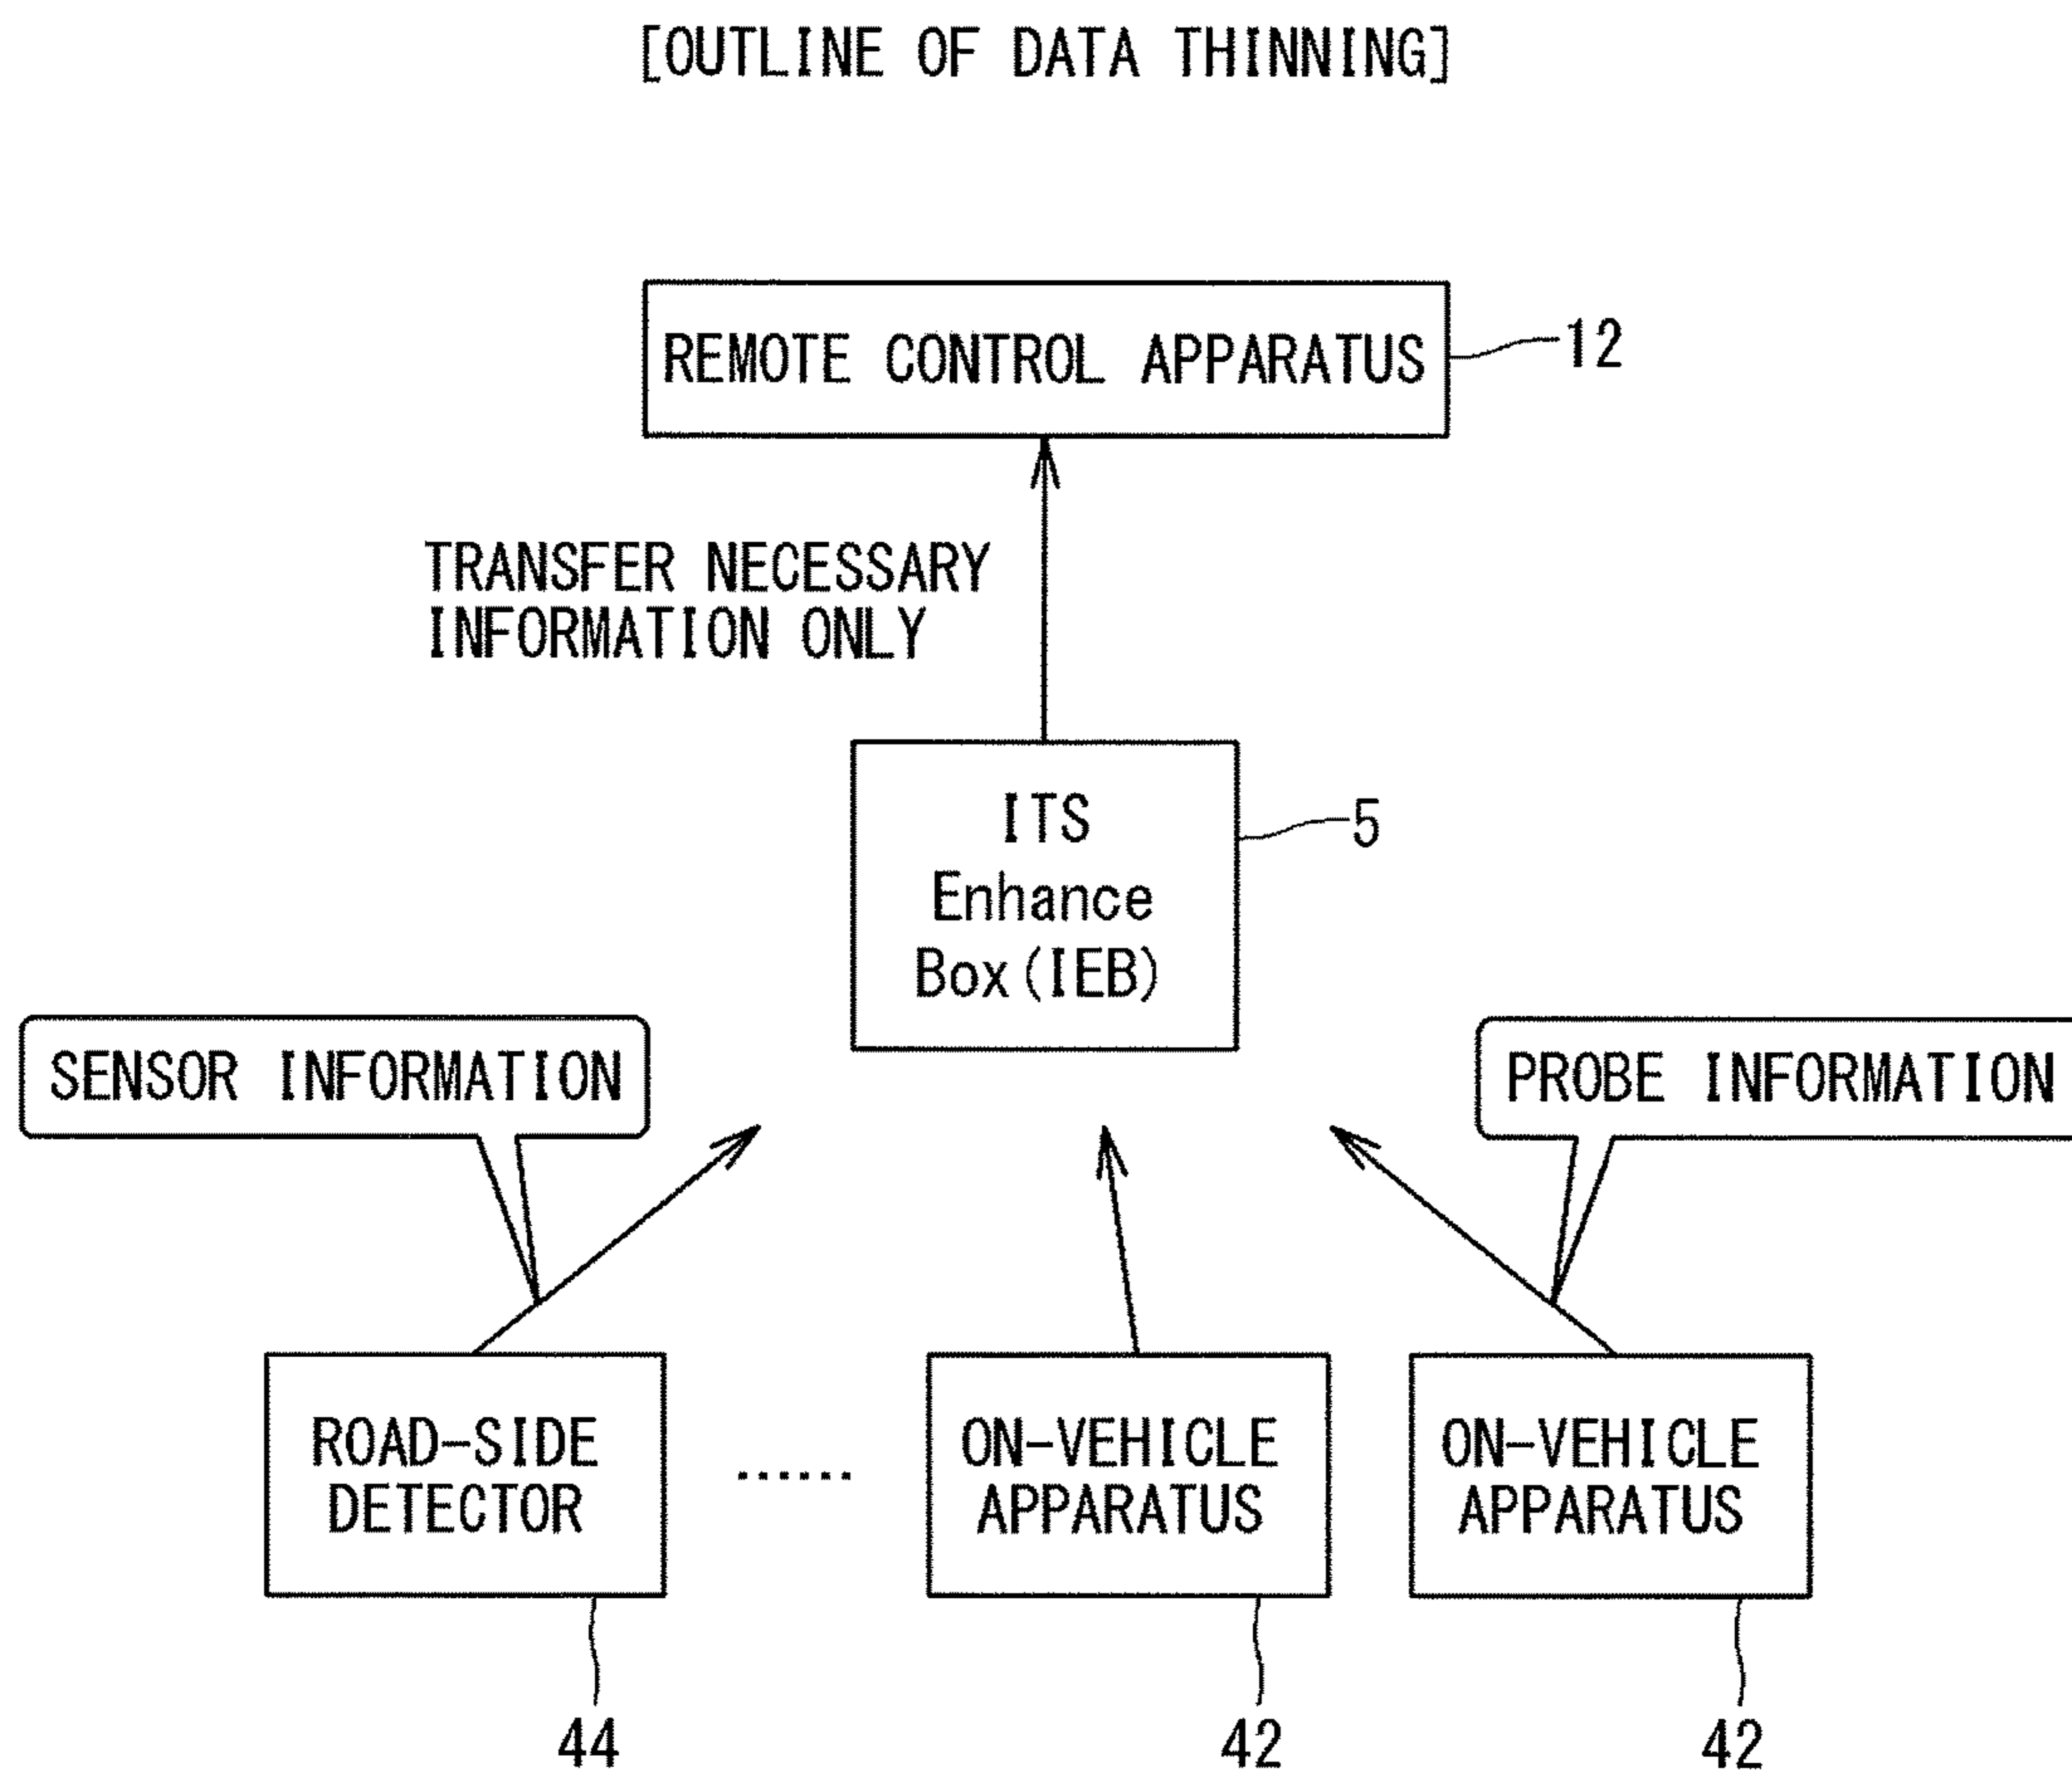 [OUTLINE OF DATA THINNING]
REMOTE CONTROL APPARATUS
12
TRANSFER NECESSARY
INFORMATION ONLY
ITS
Enhance
Box(IEB)
5
SENSOR INFORMATION
PROBE INFORMATION
ROAD-SIDE
DETECTOR
......
ON-VEHICLE
APPARATUS
ON-VEHICLE
APPARATUS
44
42
42